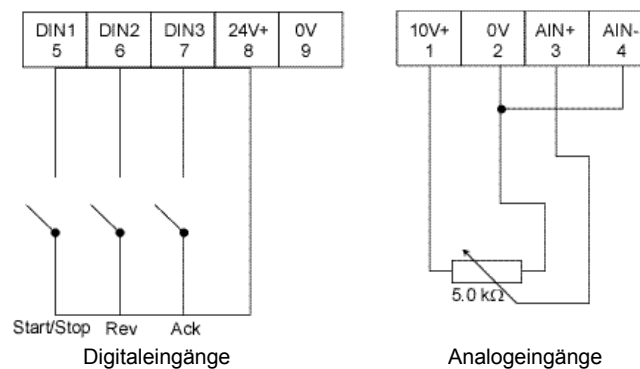 DIN1 DIN2 DIN3 24V+ 0V
5 6 7 8 9
Start/Stop Rev Ack
Digitaleingänge
10V+ 0V AIN+ AIN-
1 2 3 4
5.0 kΩ
Analogeingänge